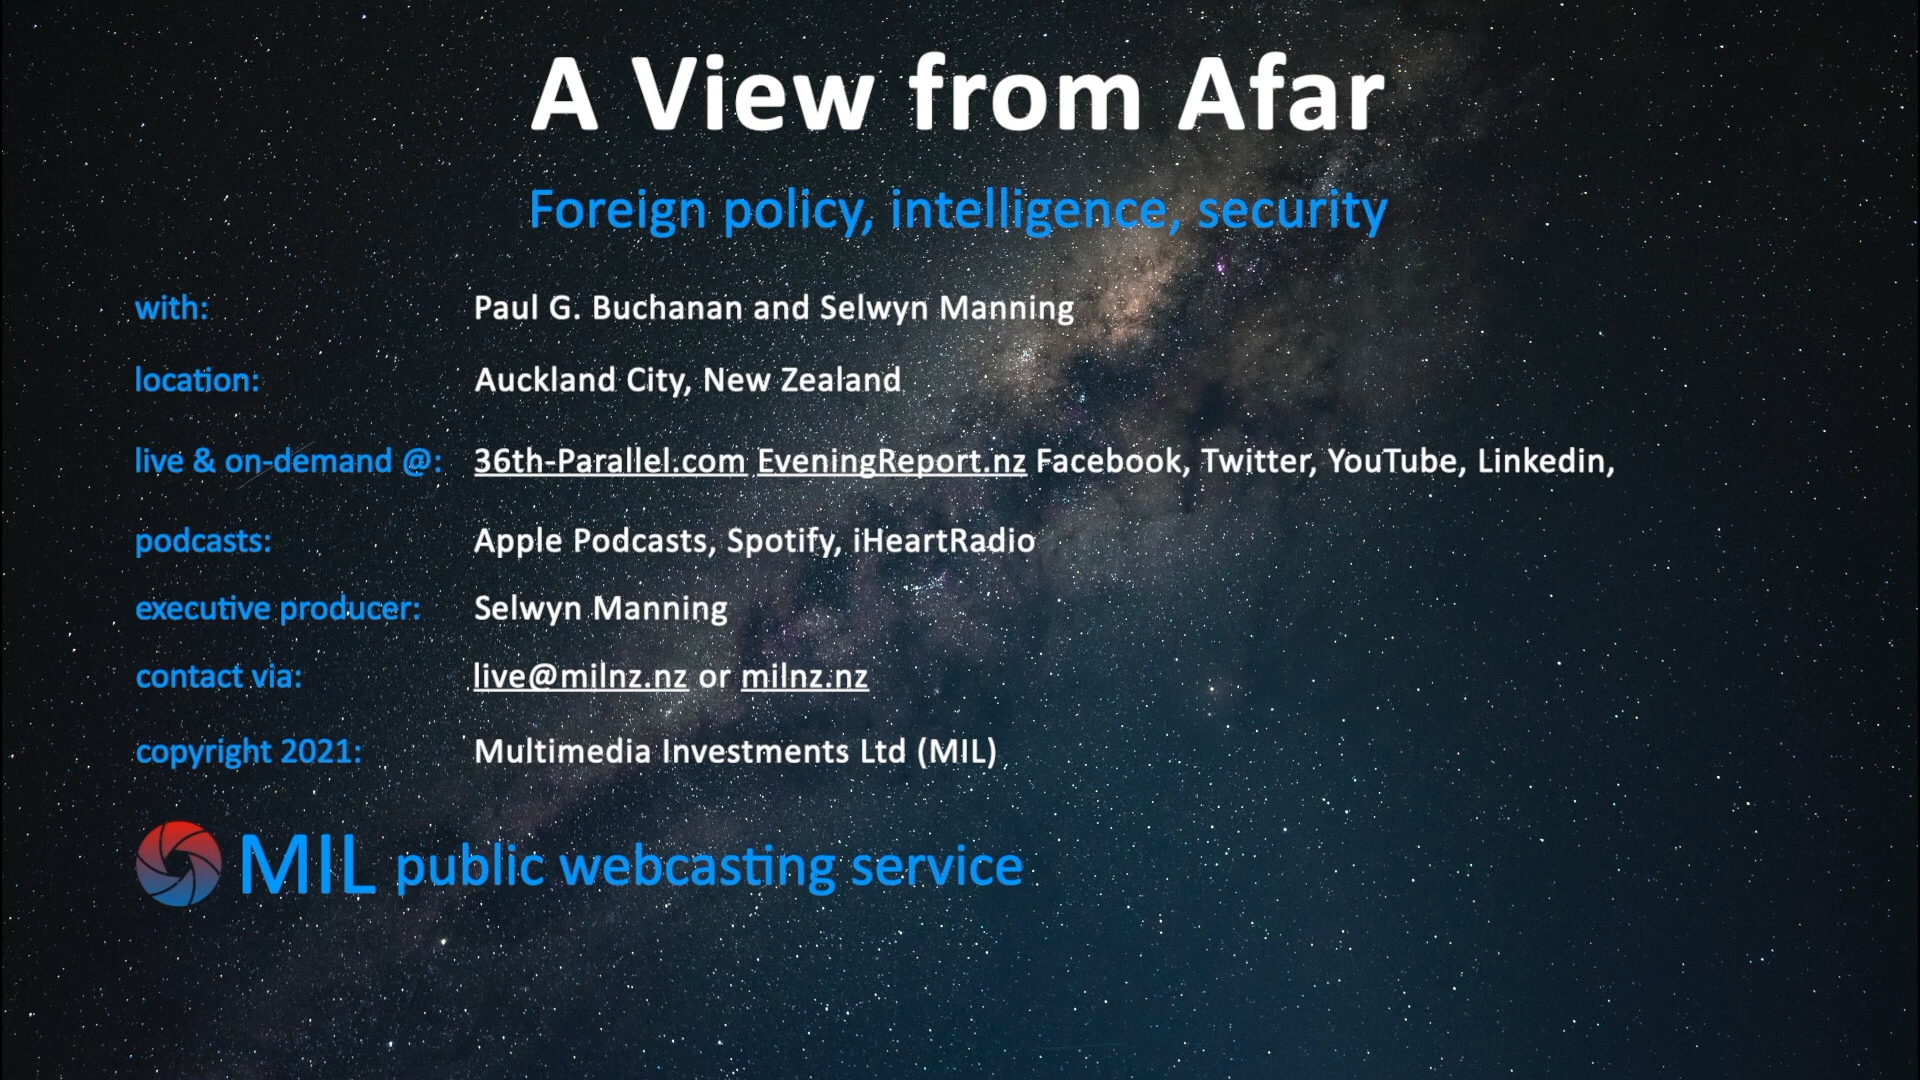 A View from Afar
Foreign policy, intelligence, security
with: Paul G. Buchanan and Selwyn Manning
location: Auckland City, New Zealand
live & on-demand @: 36th-Parallel.com EveningReport.nz Facebook, Twitter, YouTube, Linkedin,
podcasts: Apple Podcasts, Spotify, iHeartRadio
executive producer: Selwyn Manning
contact via: live@milnz.nz or milnz.nz
copyright 2021: Multimedia Investments Ltd (MIL)
MIL public webcasting service